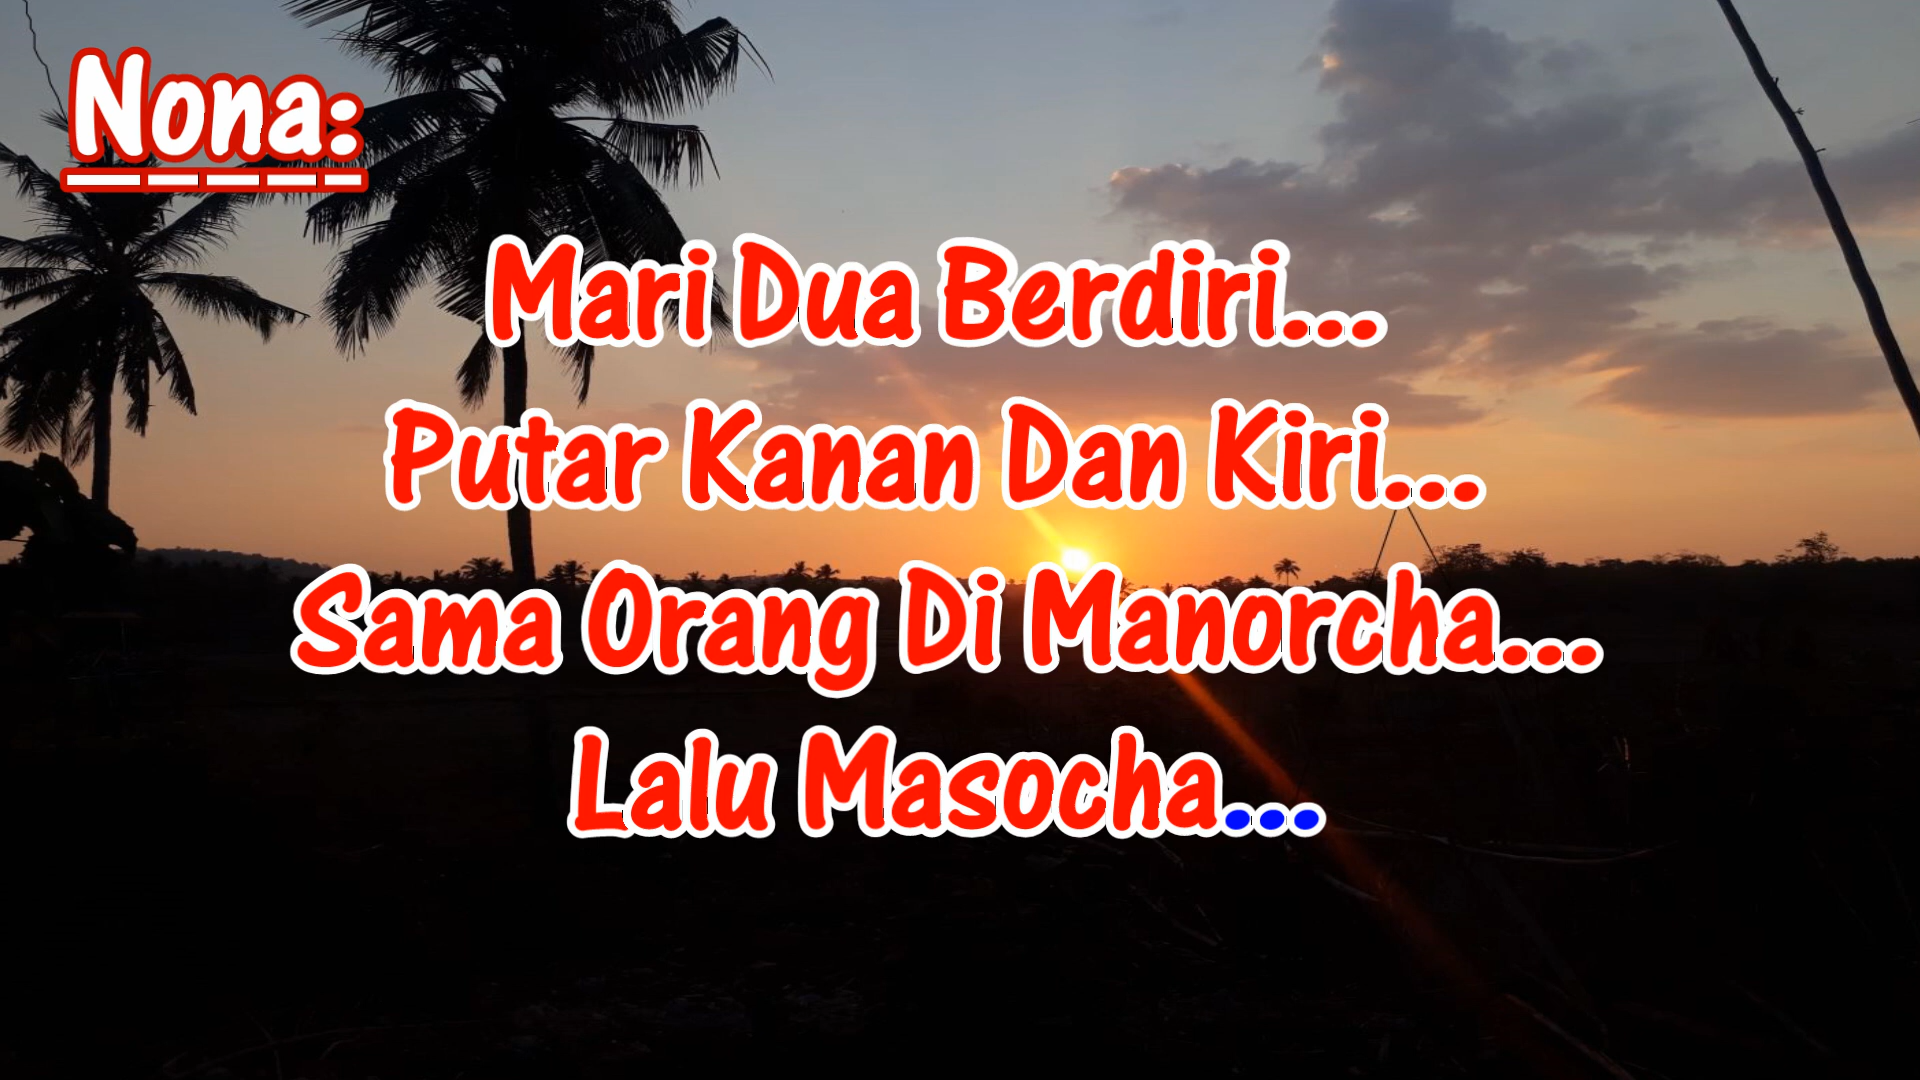 Nona:
Mari Dua Berdiri...
Putar Kanan Dan Kiri...
Sama Orang Di Manorcha...
Lalu Masocha...